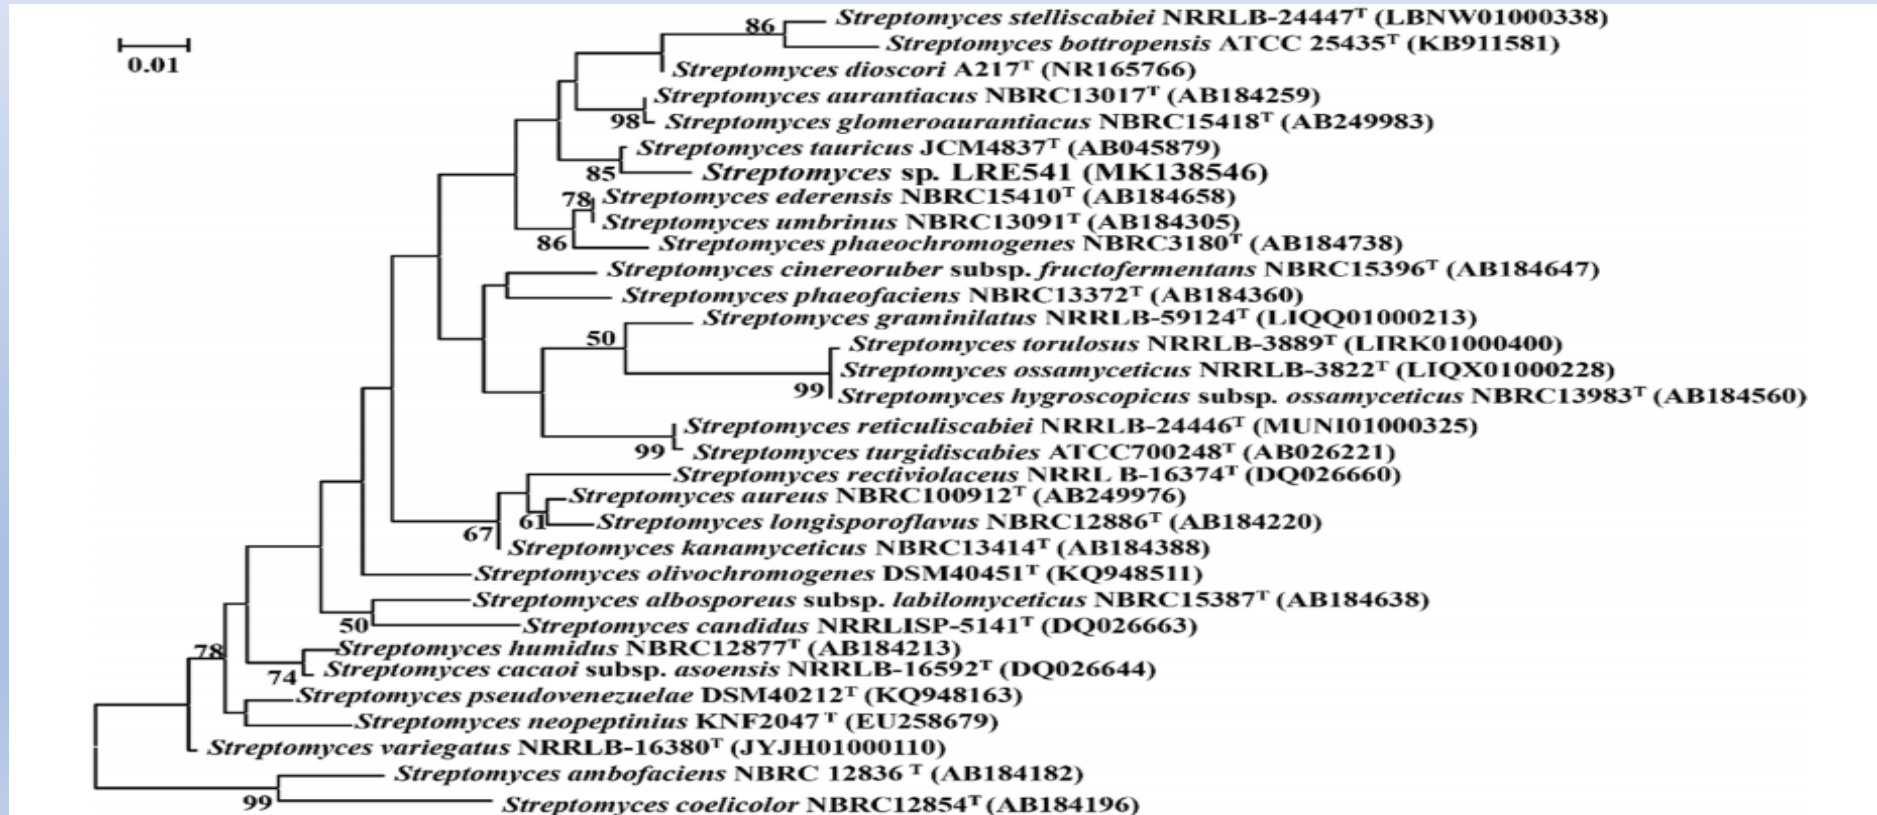 86
Streptomyces stelliscabiei NRRLB-24447ᵀ (LBNW01000338)
Streptomyces bottropensis ATCC 25435ᵀ (KB911581)
0.01
Streptomyces dioscori A217ᵀ (NR165766)
Streptomyces aurantiacus NBRC13017ᵀ (AB184259)
98
Streptomyces glomeroaurantiacus NBRC15418ᵀ (AB249983)
Streptomyces tauricus JCM4837ᵀ (AB045879)
85
Streptomyces sp. LRE541 (MK138546)
78
Streptomyces ederensis NBRC15410ᵀ (AB184658)
Streptomyces umbrinus NBRC13091ᵀ (AB184305)
86
Streptomyces phaeochromogenes NBRC3180ᵀ (AB184738)
Streptomyces cinereoruber subsp. fructofermentans NBRC15396ᵀ (AB184647)
Streptomyces phaeofaciens NBRC13372ᵀ (AB184360)
Streptomyces graminilatus NRRLB-59124ᵀ (LIQQ01000213)
50
Streptomyces torulosus NRRLB-3889ᵀ (LIRK01000400)
Streptomyces ossamyceticus NRRLB-3822ᵀ (LIQX01000228)
99
Streptomyces hygroscopicus subsp. ossamyceticus NBRC13983ᵀ (AB184560)
Streptomyces reticuliscabiei NRRLB-24446ᵀ (MUNI01000325)
99
Streptomyces turgidiscabies ATCC700248ᵀ (AB026221)
Streptomyces rectiviolaceus NRRL B-16374ᵀ (DQ026660)
Streptomyces aureus NBRC100912ᵀ (AB249976)
61
Streptomyces longisporoflavus NBRC12886ᵀ (AB184220)
67
Streptomyces kanamyceticus NBRC13414ᵀ (AB184388)
Streptomyces olivochromogenes DSM40451ᵀ (KQ948511)
Streptomyces albosporeus subsp. labilomyceticus NBRC15387ᵀ (AB184638)
50
Streptomyces candidus NRRLISP-5141ᵀ (DQ026663)
78
Streptomyces humidus NBRC12877ᵀ (AB184213)
74
Streptomyces cacaoi subsp. asoensis NRRLB-16592ᵀ (DQ026644)
Streptomyces pseudovenezuelae DSM40212ᵀ (KQ948163)
Streptomyces neopeptinius KNF2047 ᵀ (EU258679)
Streptomyces variegatus NRRLB-16380ᵀ (JYJH01000110)
Streptomyces ambofaciens NBRC 12836 ᵀ (AB184182)
99
Streptomyces coelicolor NBRC12854ᵀ (AB184196)